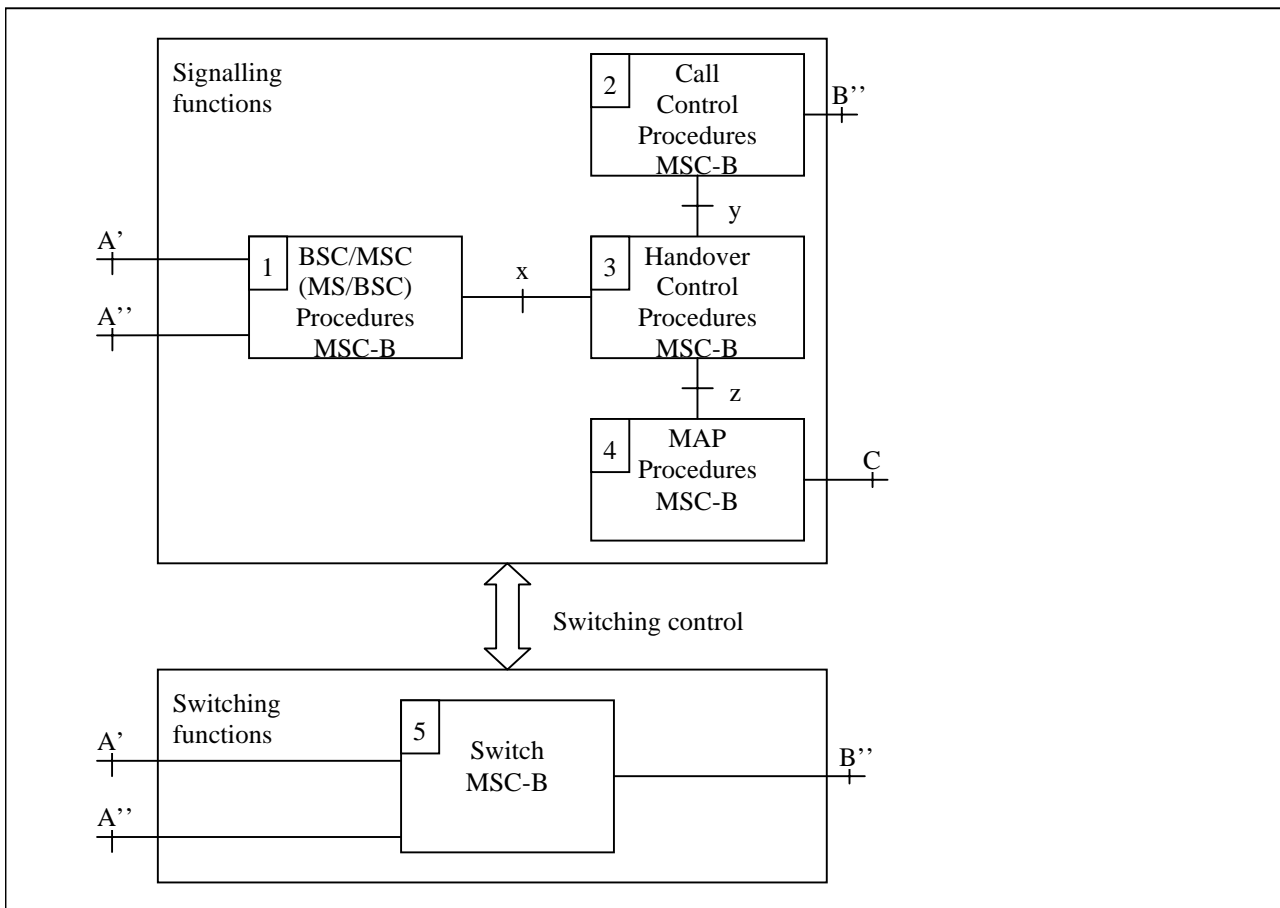 Signalling
functions
2
Call
Control
Procedures
MSC-B
B’’
y
A’
A’’
1
BSC/MSC
(MS/BSC)
Procedures
MSC-B
x
3
Handover
Control
Procedures
MSC-B
z
4
MAP
Procedures
MSC-B
C
Switching control
Switching
functions
A’
A’’
5
Switch
MSC-B
B’’